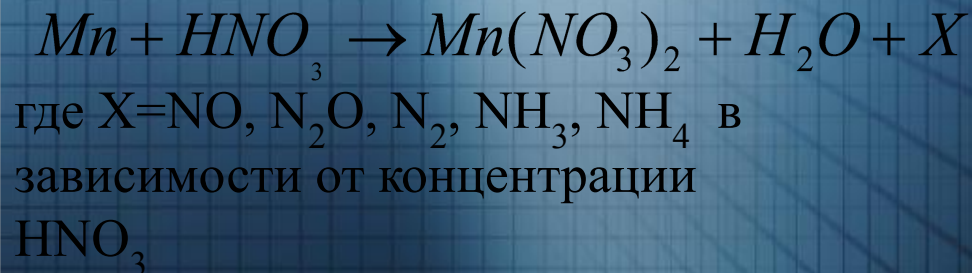 Mn + HNO₃ → Mn(NO₃)₂ + H₂O + X
где X=NO, N₂O, N₂, NH₃, NH₄ в
зависимости от концентрации
HNO₃